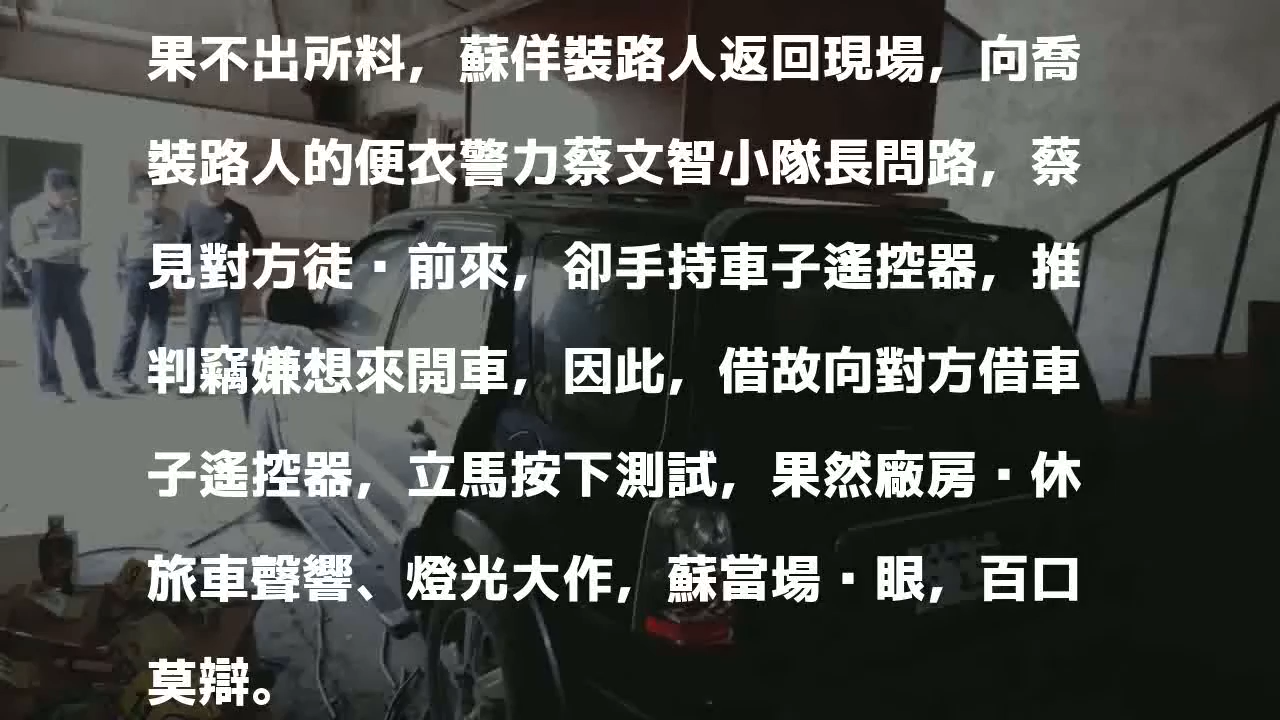 果不出所料，蘇佯裝路人返回現場，向喬
裝路人的便衣警力蔡文智小隊長問路，蔡
見對方徒·前來，卻手持車子遙控器，推
判竊嫌想來開車，因此，借故向對方借車
子遙控器，立馬按下測試，果然廠房·休
旅車聲響、燈光大作，蘇當場·眼，百口
莫辯。